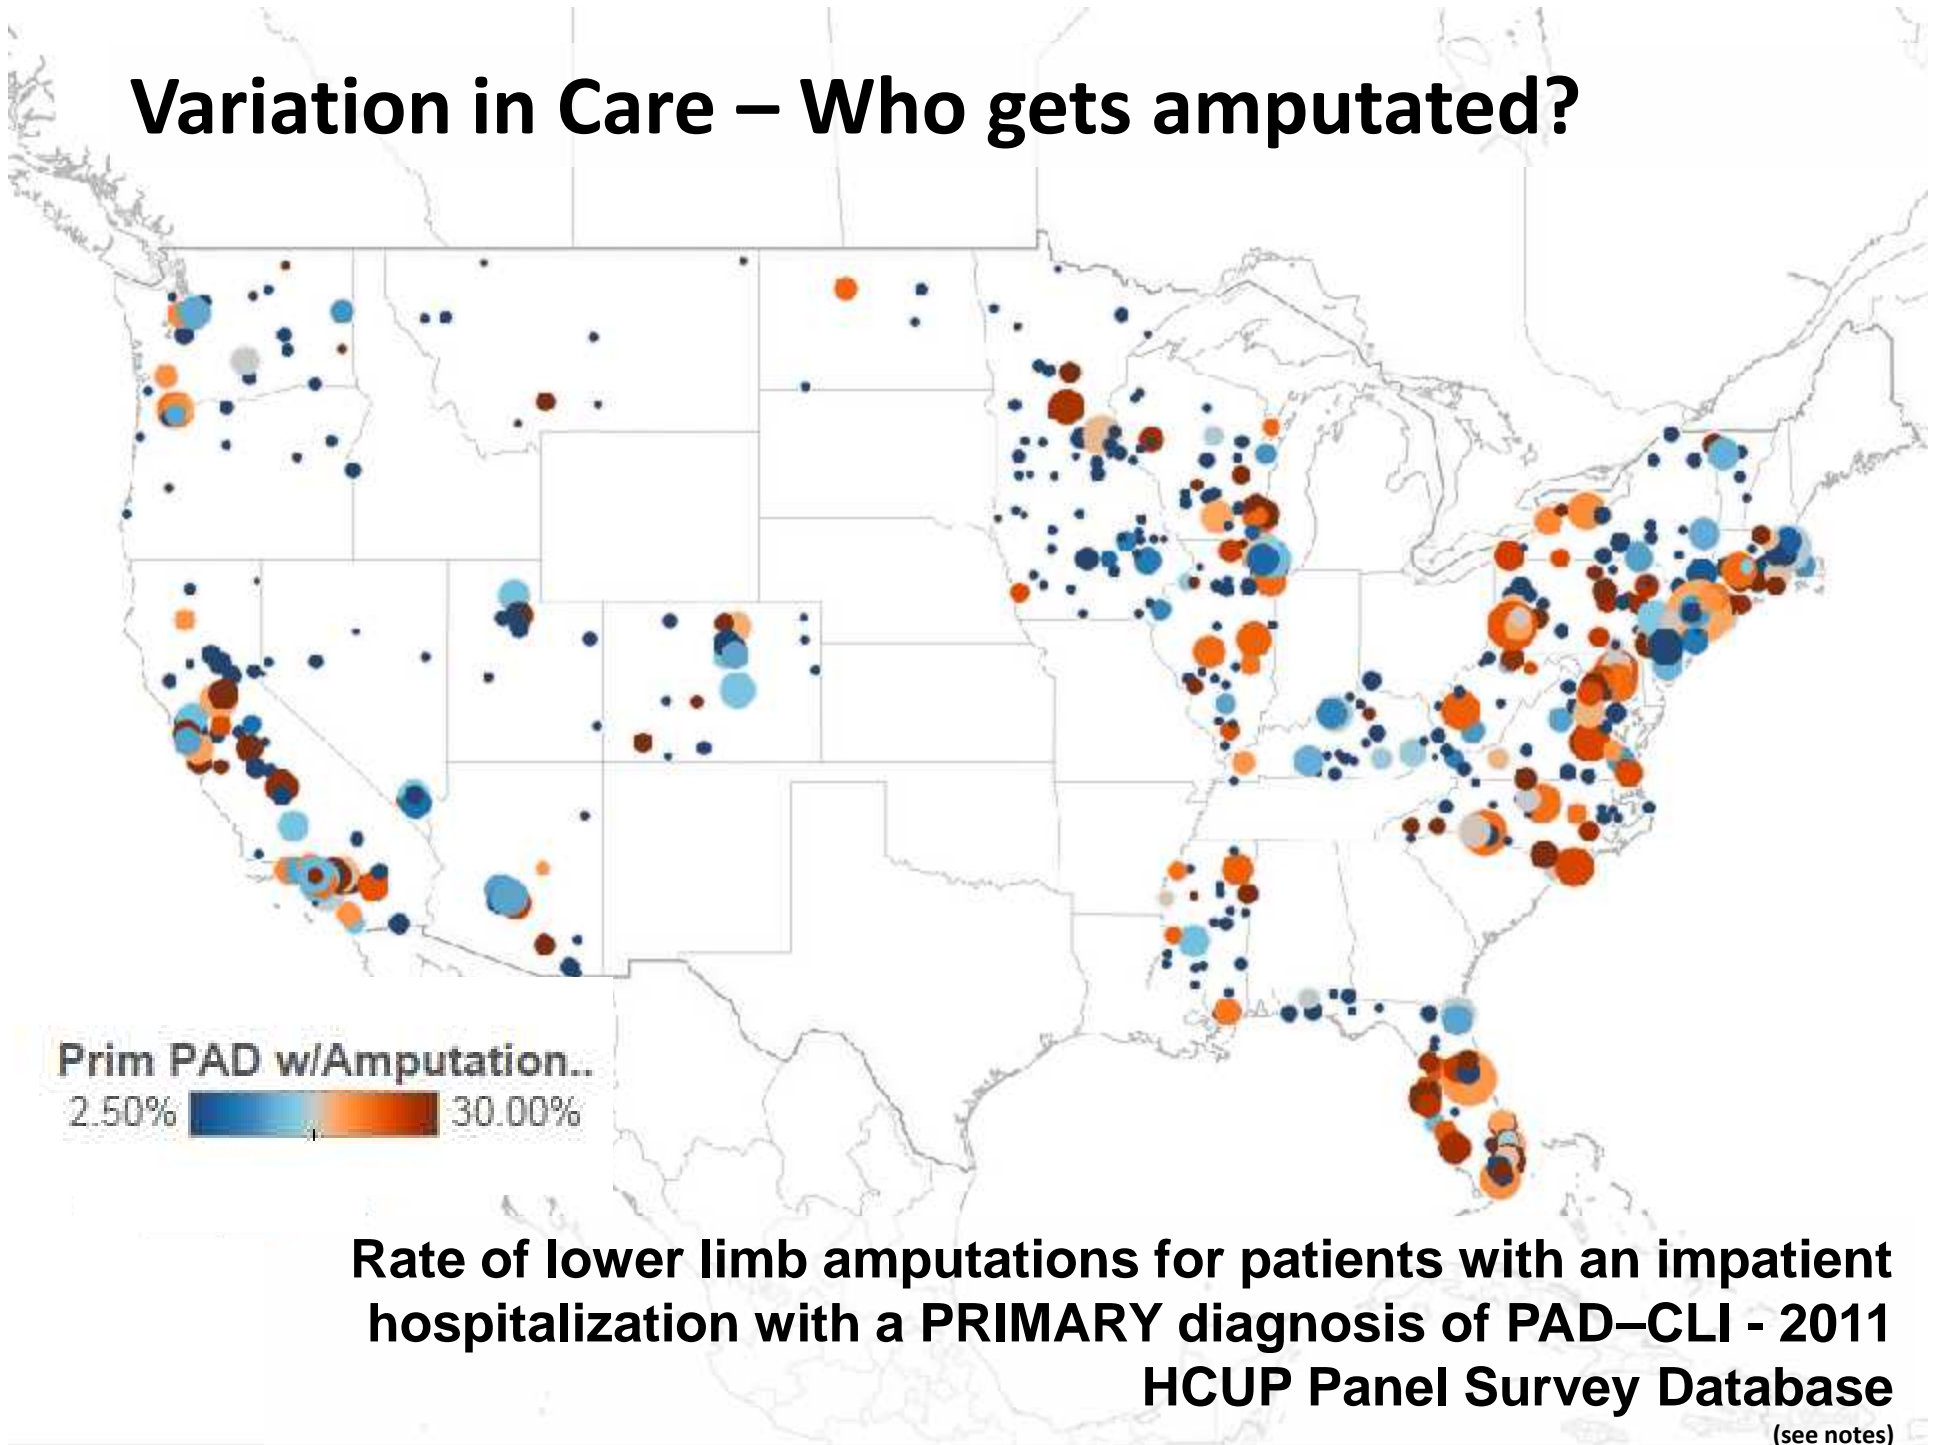 Variation in Care – Who gets amputated?
Prim PAD w/Amputation..
2.50% 30.00%
Rate of lower limb amputations for patients with an impatient
hospitalization with a PRIMARY diagnosis of PAD–CLI - 2011
HCUP Panel Survey Database
(see notes)